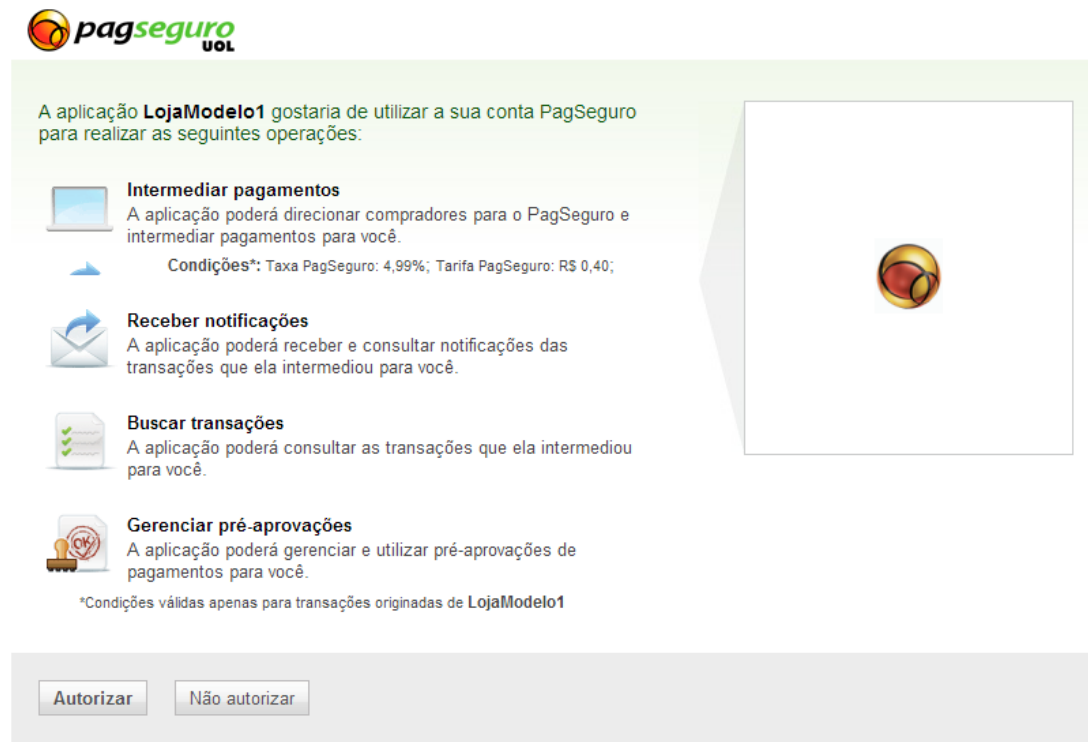 pagseguro
UOL
A aplicação LojaModelo1 gostaria de utilizar a sua conta PagSeguro
para realizar as seguintes operações:
Intermediar pagamentos
A aplicação poderá direcionar compradores para o PagSeguro e
intermediar pagamentos para você.
Condições*: Taxa PagSeguro: 4,99%; Tarifa PagSeguro: R$ 0,40;
Receber notificações
A aplicação poderá receber e consultar notificações das
transações que ela intermediou para você.
Buscar transações
A aplicação poderá consultar as transações que ela intermediou
para você.
OK
Gerenciar pré-aprovações
A aplicação poderá gerenciar e utilizar pré-aprovações de
pagamentos para você.
*Condições válidas apenas para transações originadas de LojaModelo1
Autorizar
Não autorizar